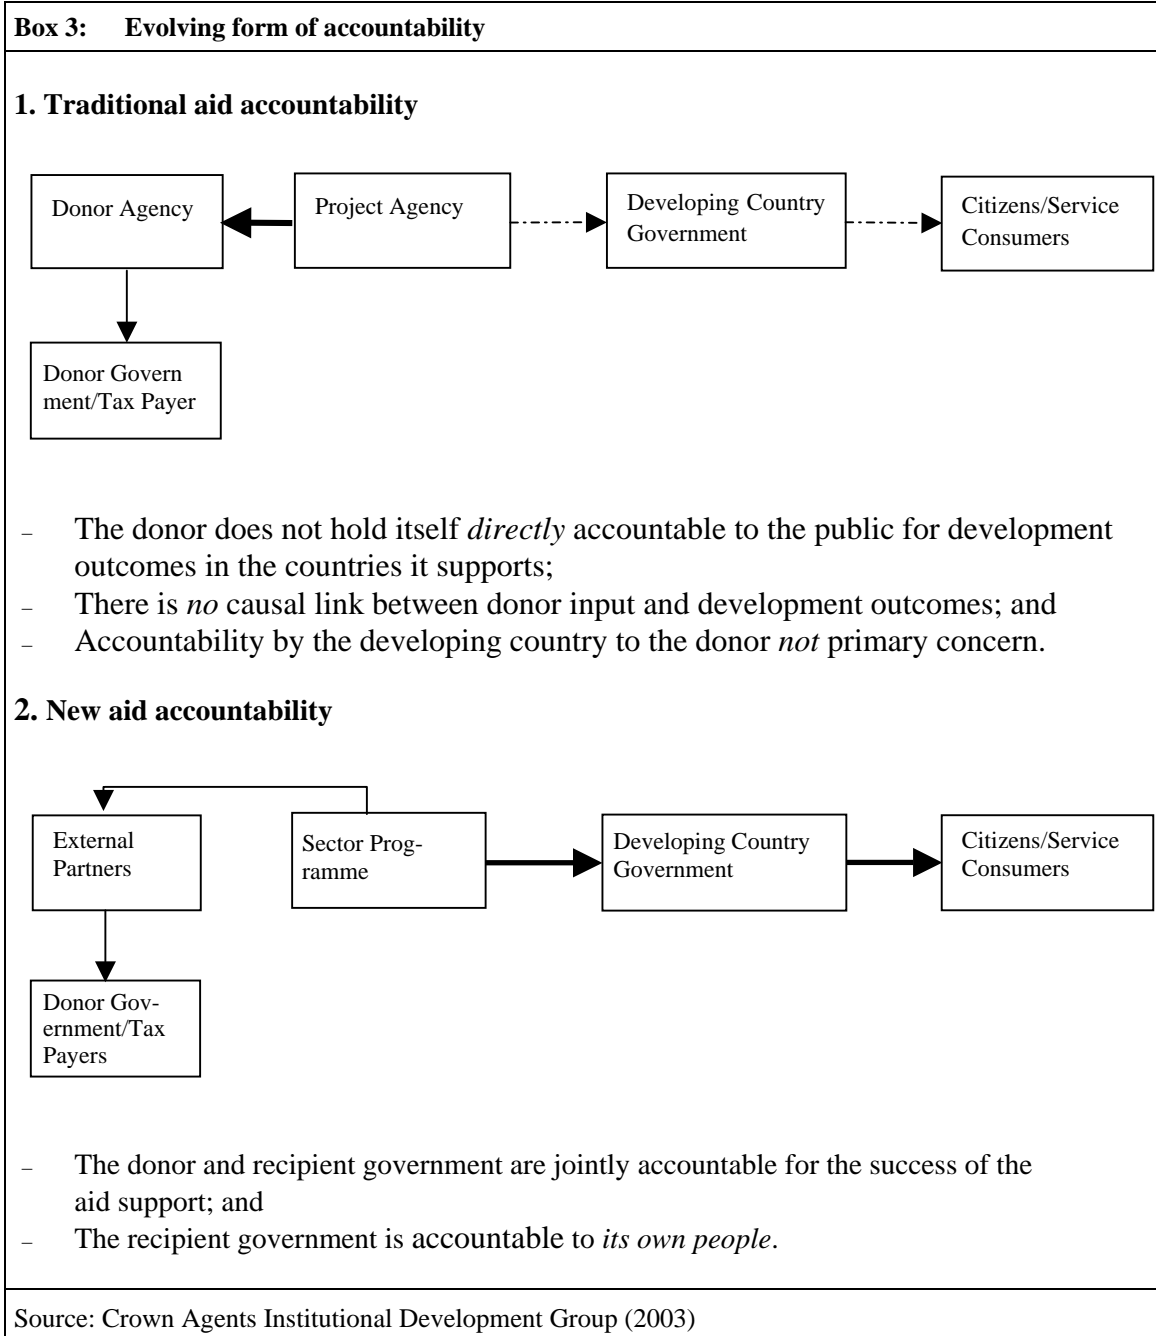 Box 3: Evolving form of accountability
1. Traditional aid accountability
Donor Agency
Project Agency
Developing Country
Government
Citizens/Service
Consumers
Donor Govern
ment/Tax Payer
– The donor does not hold itself directly accountable to the public for development
outcomes in the countries it supports;
– There is no causal link between donor input and development outcomes; and
– Accountability by the developing country to the donor not primary concern.
2. New aid accountability
External
Partners
Sector Prog-
ramme
Developing Country
Government
Citizens/Service
Consumers
Donor Gov-
ernment/Tax
Payers
– The donor and recipient government are jointly accountable for the success of the
aid support; and
– The recipient government is accountable to its own people.
Source: Crown Agents Institutional Development Group (2003)